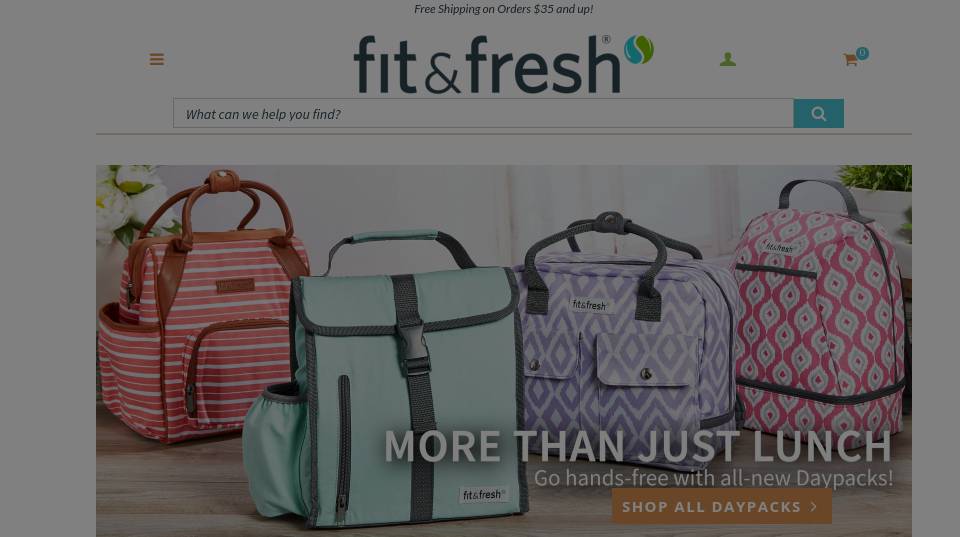 Free Shipping on Orders $35 and up!
fit&fresh®
0
What can we help you find?
fit&fresh
fit&fresh
fit&fresh
MORE THAN JUST LUNCH
Go hands-free with all-new Daypacks!
SHOP ALL DAYPACKS >